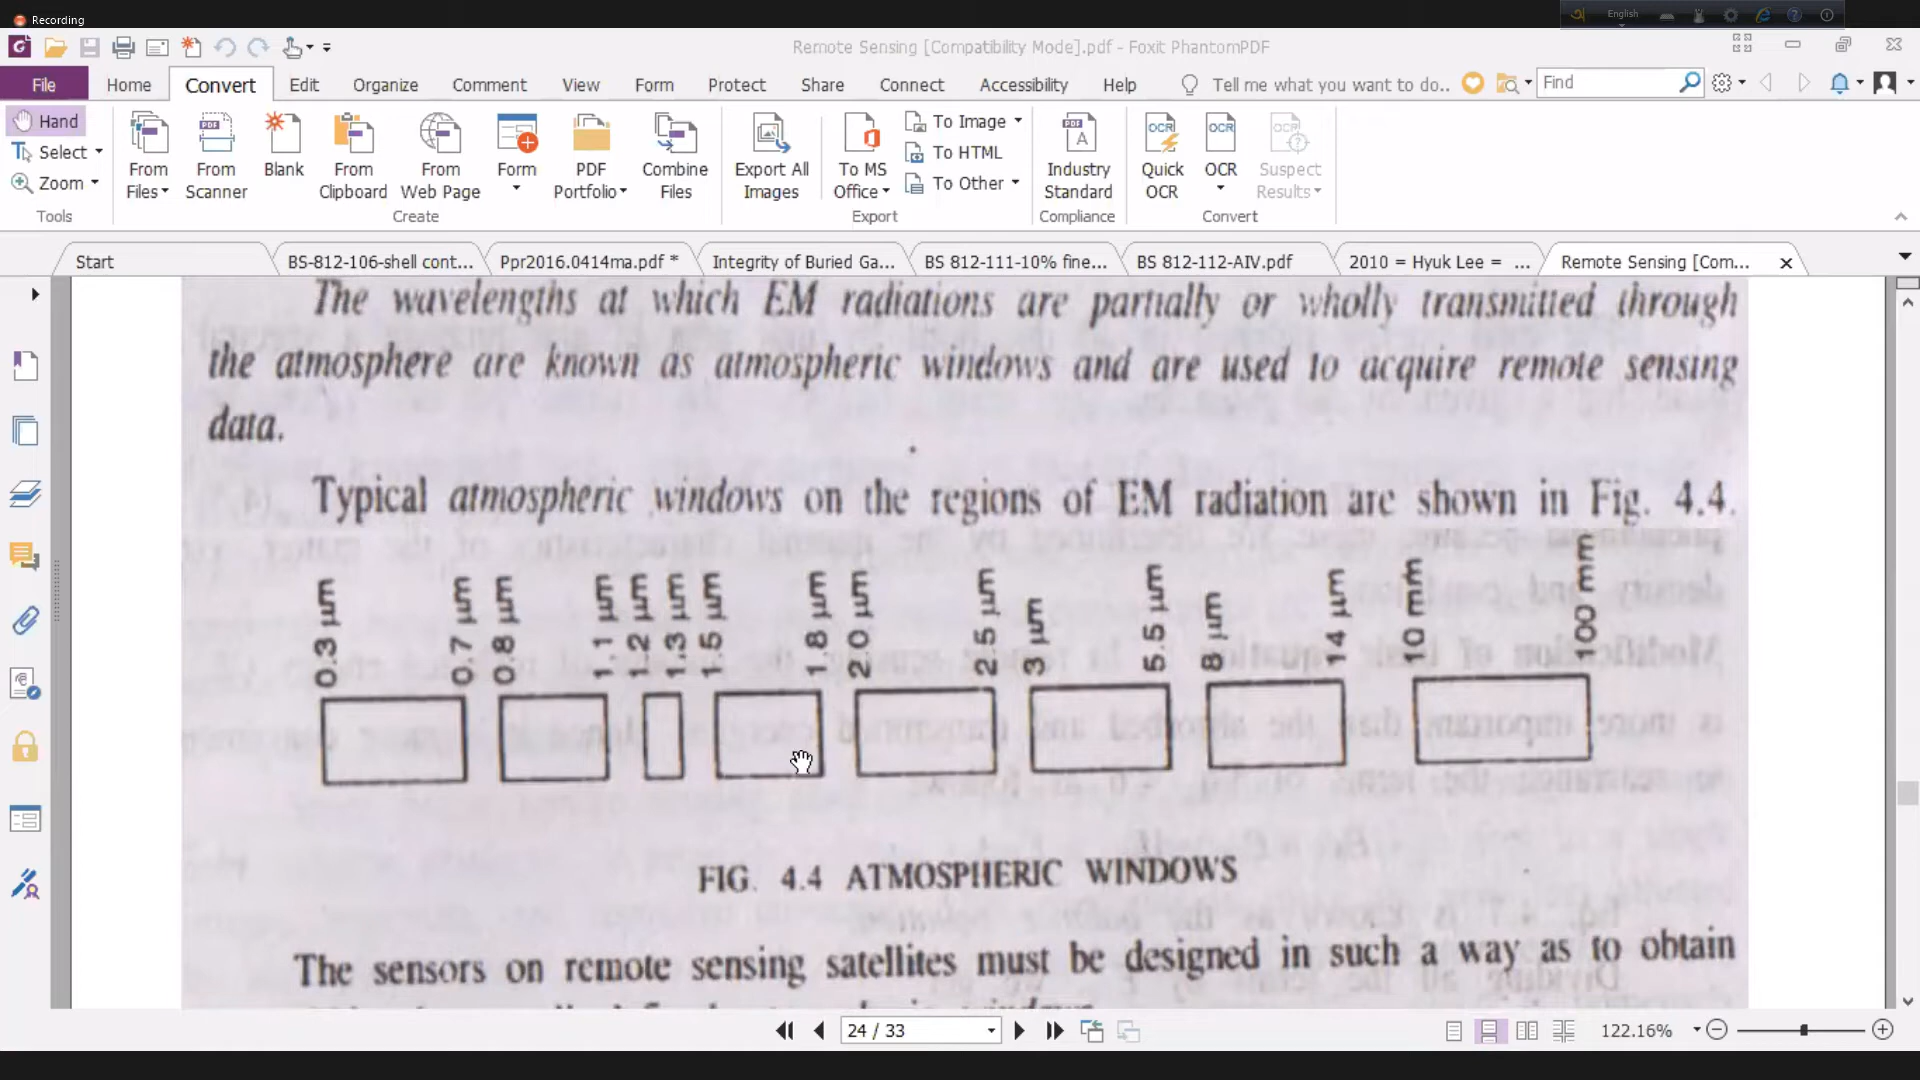 Recording
English
Remote Sensing [Compatibility Mode].pdf - Foxit PhantomPDF
File Home Convert Edit Organize Comment View Form Protect Share Connect Accessibility Help Tell me what you want to do.. Find
Hand
Select
Zoom
Tools
From Files
From Scanner
Blank
From Clipboard
From Web Page
Form
PDF Portfolio
Combine Files
Create
Export All Images
To MS Office
To Image
To HTML
To Other
Export
PDF A
Industry Standard
Compliance
OCR
Quick OCR
OCR
OCR
OCR
Suspect Results
Convert
Start
BS-812-106-shell cont...
Ppr2016.0414ma.pdf *
Integrity of Buried Ga...
BS 812-111-10% fine...
BS 812-112-AIV.pdf
2010 = Hyuk Lee = ...
Remote Sensing [Com...
The wavelengths at which EM radiations are partially or wholly transmitted through
the atmosphere are known as atmospheric windows and are used to acquire remote sensing
data.
Typical atmospheric windows on the regions of EM radiation are shown in Fig. 4.4.
0.3 μm
0.7 μm
0.8 μm
1.1 μm
1.2 μm
1.3 μm
1.5 μm
1.8 μm
2.0 μm
2.5 μm
3 μm
5.5 μm
8 μm
14 μm
10 mm
100 mm
FIG. 4.4 ATMOSPHERIC WINDOWS
The sensors on remote sensing satellites must be designed in such a way as to obtain
24 / 33
122.16%